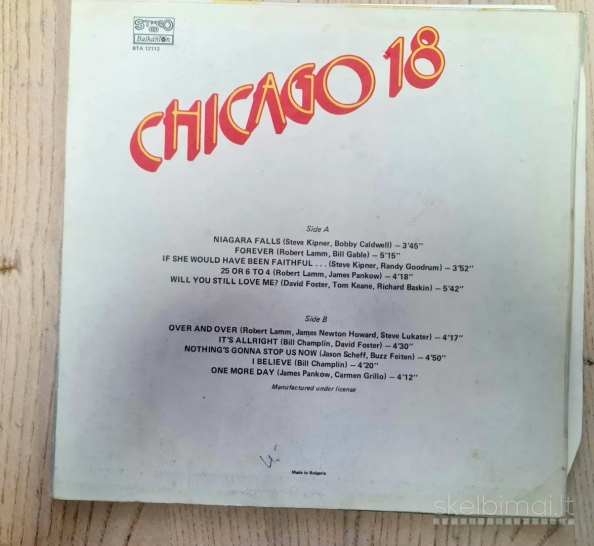 STEREO
Balkanton
BTA 12112
CHICAGO 18
Side A
NIAGARA FALLS (Steve Kipner, Bobby Caldwell) – 3'45"
FOREVER (Robert Lamm, Bill Gable) – 5'15"
IF SHE WOULD HAVE BEEN FAITHFUL . . . (Steve Kipner, Randy Goodrum) – 3'52"
25 OR 6 TO 4 (Robert Lamm, James Pankow) – 4'18"
WILL YOU STILL LOVE ME? (David Foster, Tom Keane, Richard Baskin) – 5'42"
Side B
OVER AND OVER (Robert Lamm, James Newton Howard, Steve Lukater) – 4'17"
IT'S ALLRIGHT (Bill Champlin, David Foster) – 4'30"
NOTHING'S GONNA STOP US NOW (Jason Scheff, Buzz Feiten) – 4'50"
I BELIEVE (Bill Champlin) – 4'20"
ONE MORE DAY (James Pankow, Carmen Grillo) – 4'12"
Manufactured under license
Made in Bulgaria
skelbimai.lt